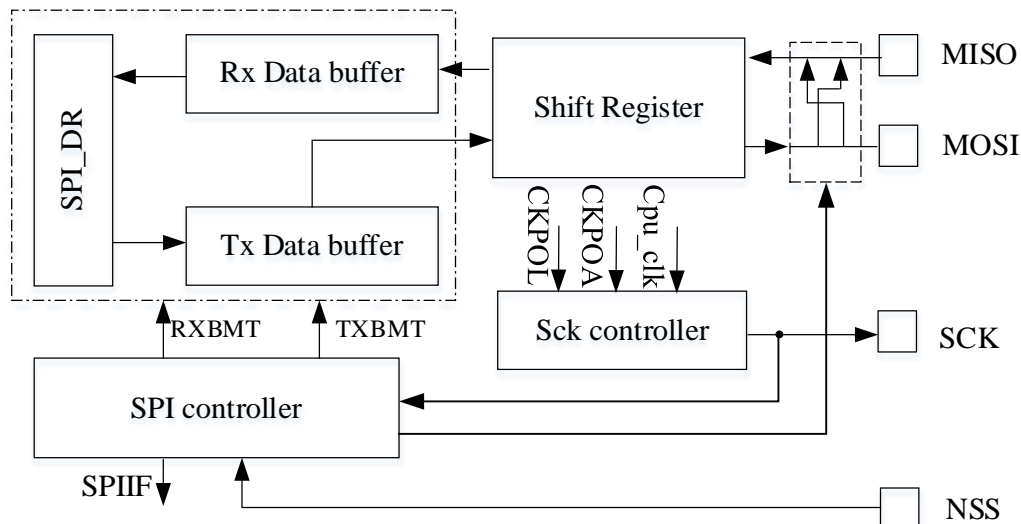 Rx Data buffer
Shift Register
MISO
MOSI
SPI_DR
Tx Data buffer
CKPOL
CKPOA
Cpu_clk
RXBMT
TXBMT
Sck controller
SCK
SPI controller
SPIIF
NSS